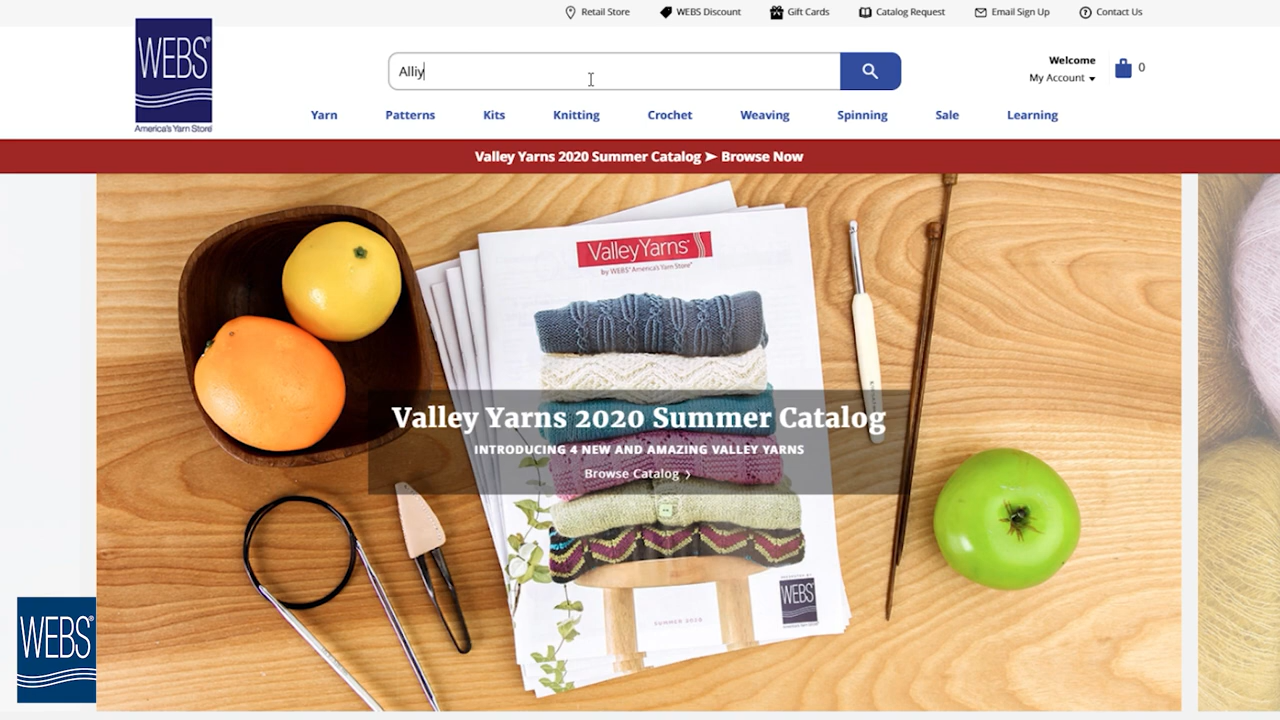 Retail Store
WEBS Discount
Gift Cards
Catalog Request
Email Sign Up
Contact Us
WEBS®
America's Yarn Store®
Alliy
Welcome
My Account
0
Yarn
Patterns
Kits
Knitting
Crochet
Weaving
Spinning
Sale
Learning
Valley Yarns 2020 Summer Catalog ➤ Browse Now
ValleyYarns®
by WEBS® America's Yarn Store®
Valley Yarns 2020 Summer Catalog
INTRODUCING 4 NEW AND AMAZING VALLEY YARNS
Browse Catalog ›
WEBS
SUMMER 2020
WEBS®